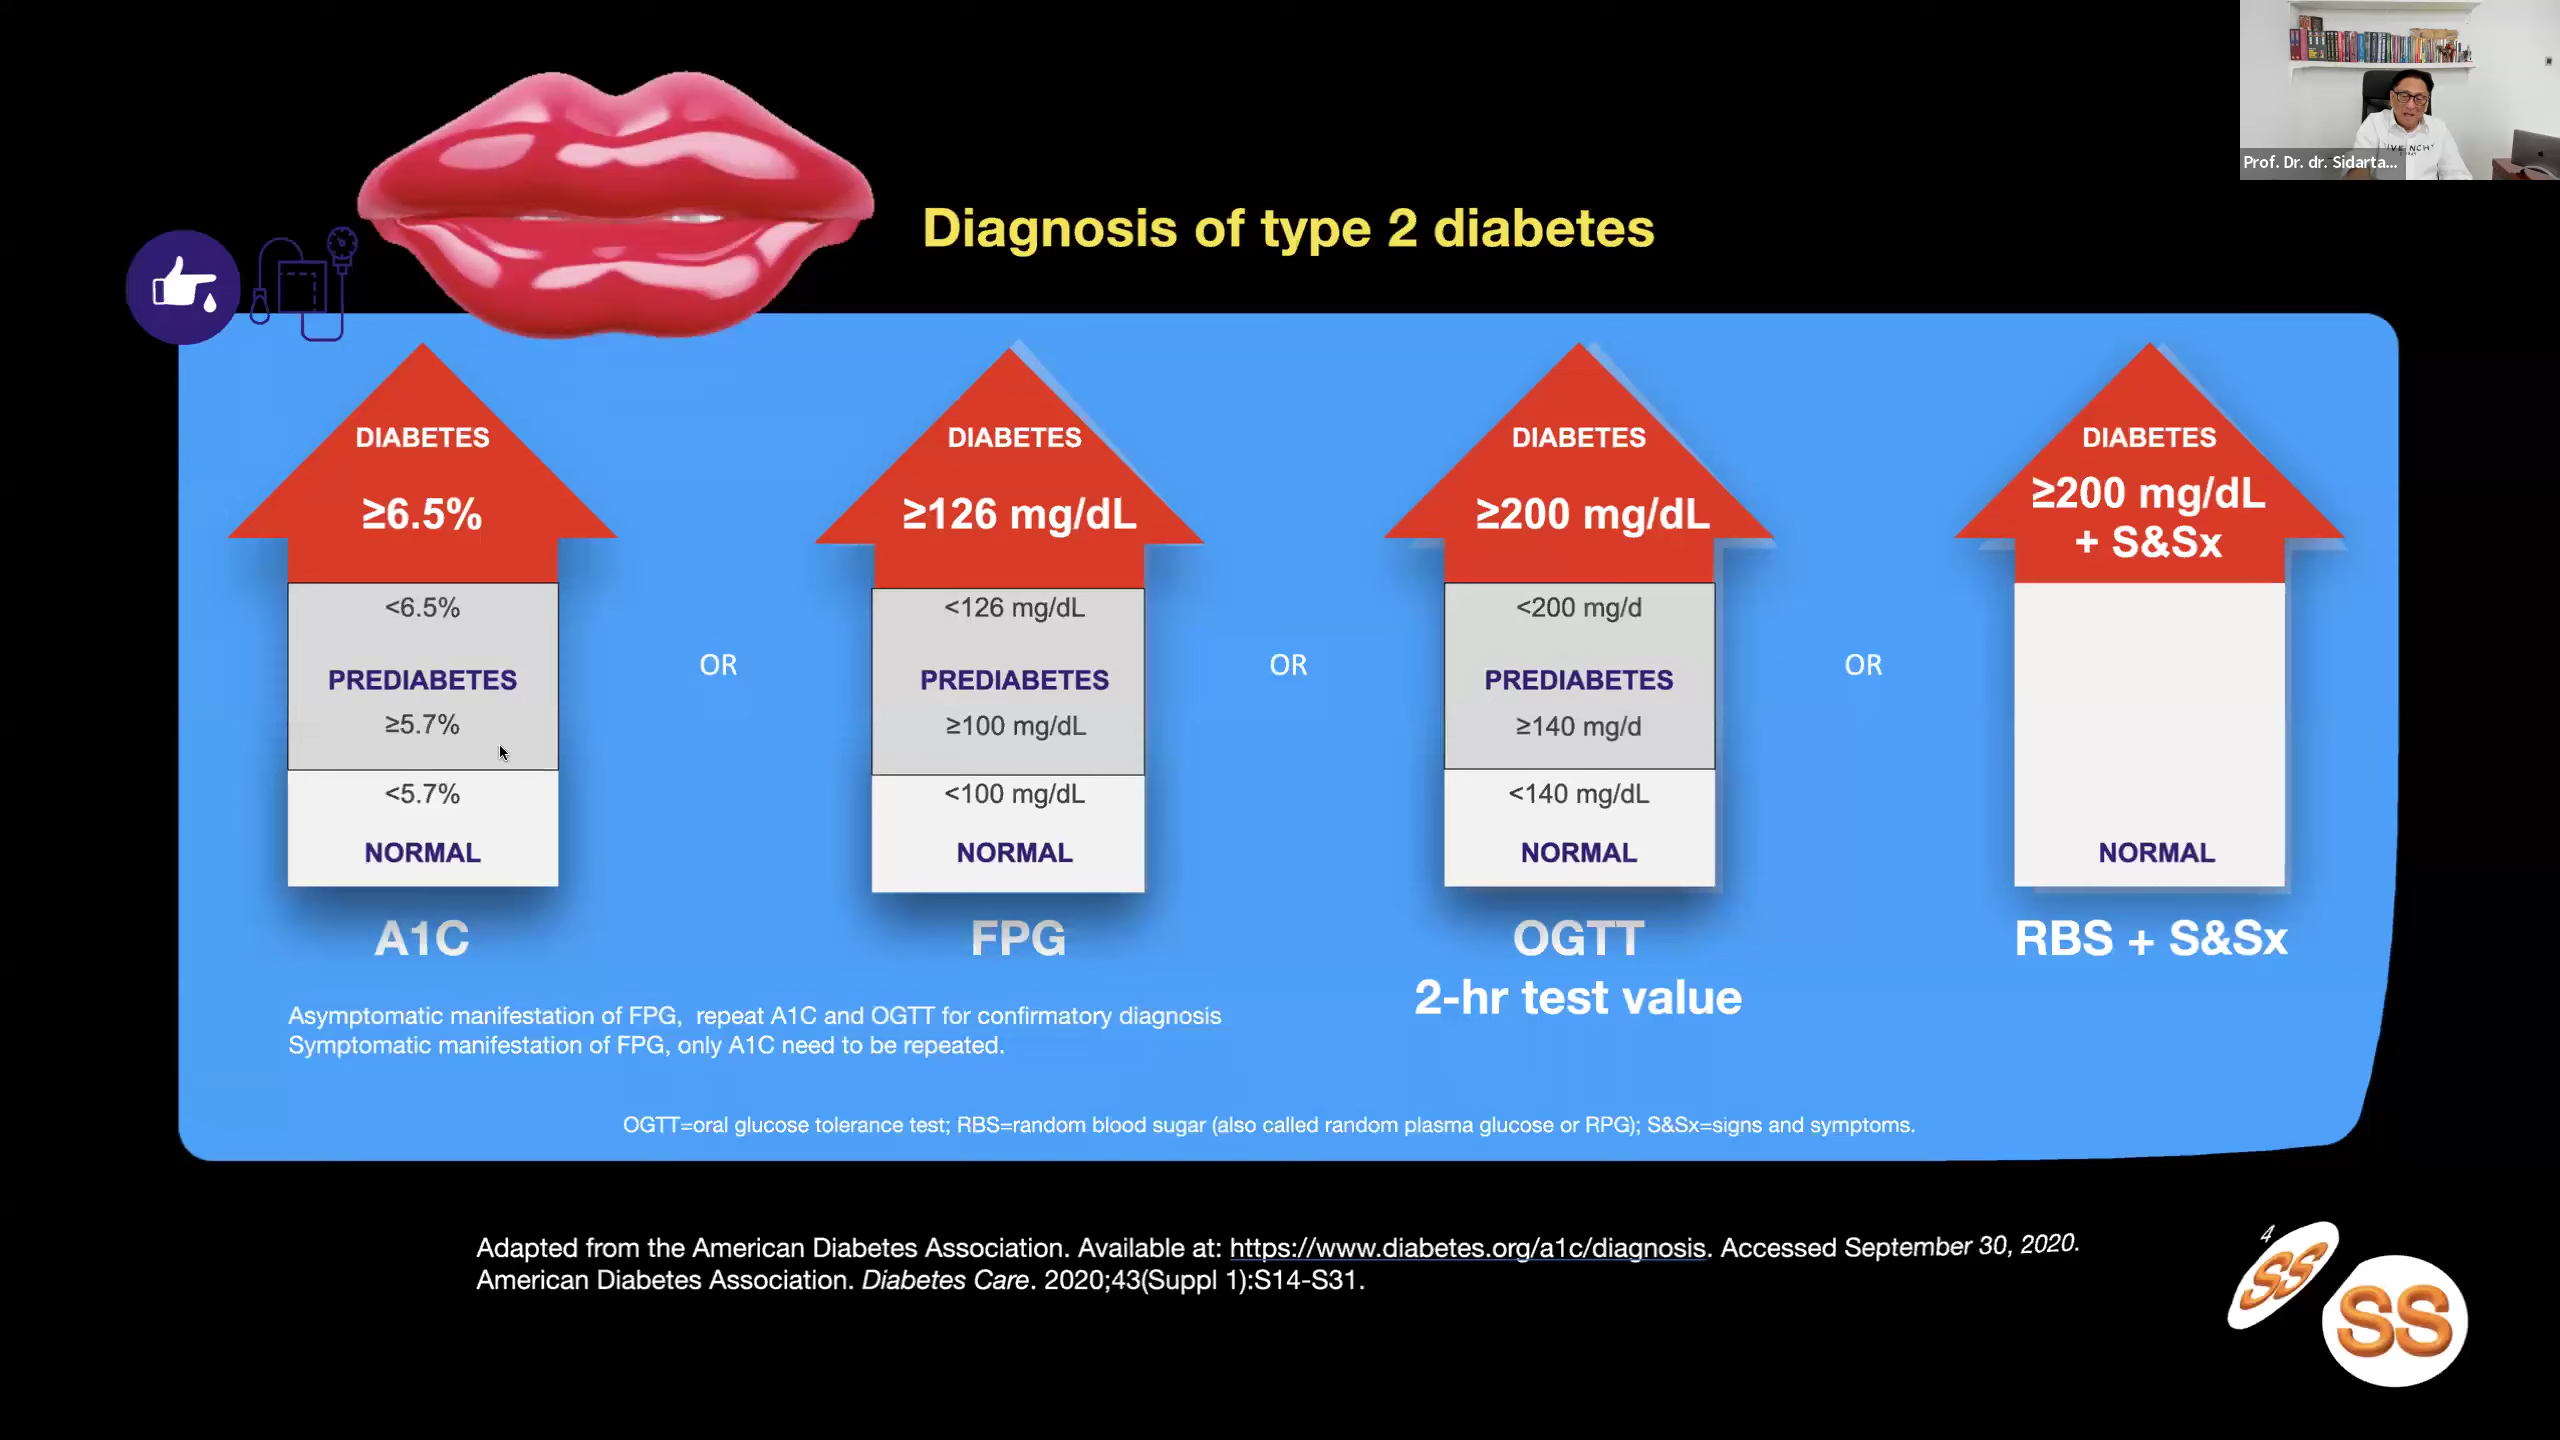 Prof. Dr. dr. Sidarta...
Diagnosis of type 2 diabetes
DIABETES
≥6.5%
<6.5%
PREDIABETES
≥5.7%
<5.7%
NORMAL
A1C
OR
DIABETES
≥126 mg/dL
<126 mg/dL
PREDIABETES
≥100 mg/dL
<100 mg/dL
NORMAL
FPG
OR
DIABETES
≥200 mg/dL
<200 mg/d
PREDIABETES
≥140 mg/d
<140 mg/dL
NORMAL
OGTT
2-hr test value
OR
DIABETES
≥200 mg/dL
+ S&Sx
NORMAL
RBS + S&Sx
Asymptomatic manifestation of FPG, repeat A1C and OGTT for confirmatory diagnosis
Symptomatic manifestation of FPG, only A1C need to be repeated.
OGTT=oral glucose tolerance test; RBS=random blood sugar (also called random plasma glucose or RPG); S&Sx=signs and symptoms.
Adapted from the American Diabetes Association. Available at: https://www.diabetes.org/a1c/diagnosis. Accessed September 30, 2020.
American Diabetes Association. Diabetes Care. 2020;43(Suppl 1):S14-S31.
4
SS
SS